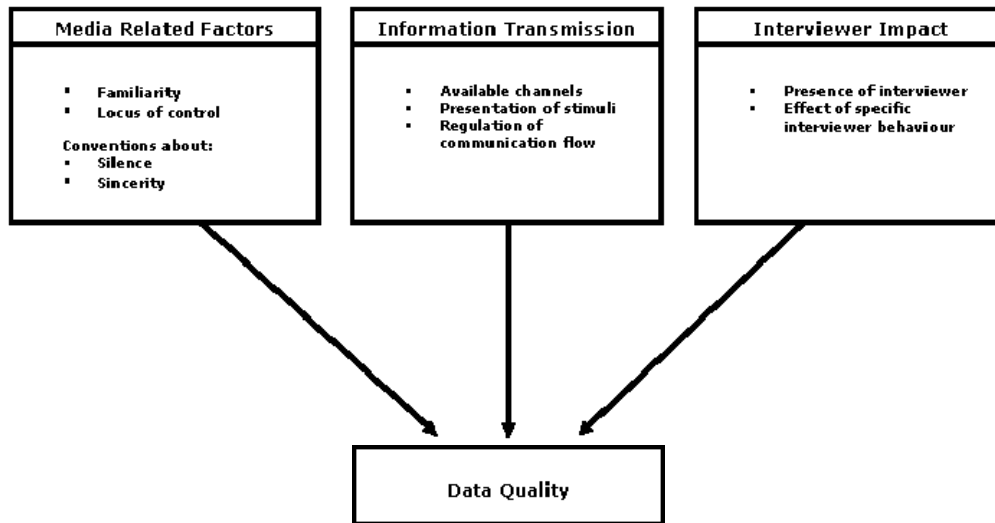 Media Related Factors
▪ Familiarity
▪ Locus of control
Conventions about:
▪ Silence
▪ Sincerity
Information Transmission
▪ Available channels
▪ Presentation of stimuli
▪ Regulation of
communication flow
Interviewer Impact
▪ Presence of interviewer
▪ Effect of specific
interviewer behaviour
Data Quality